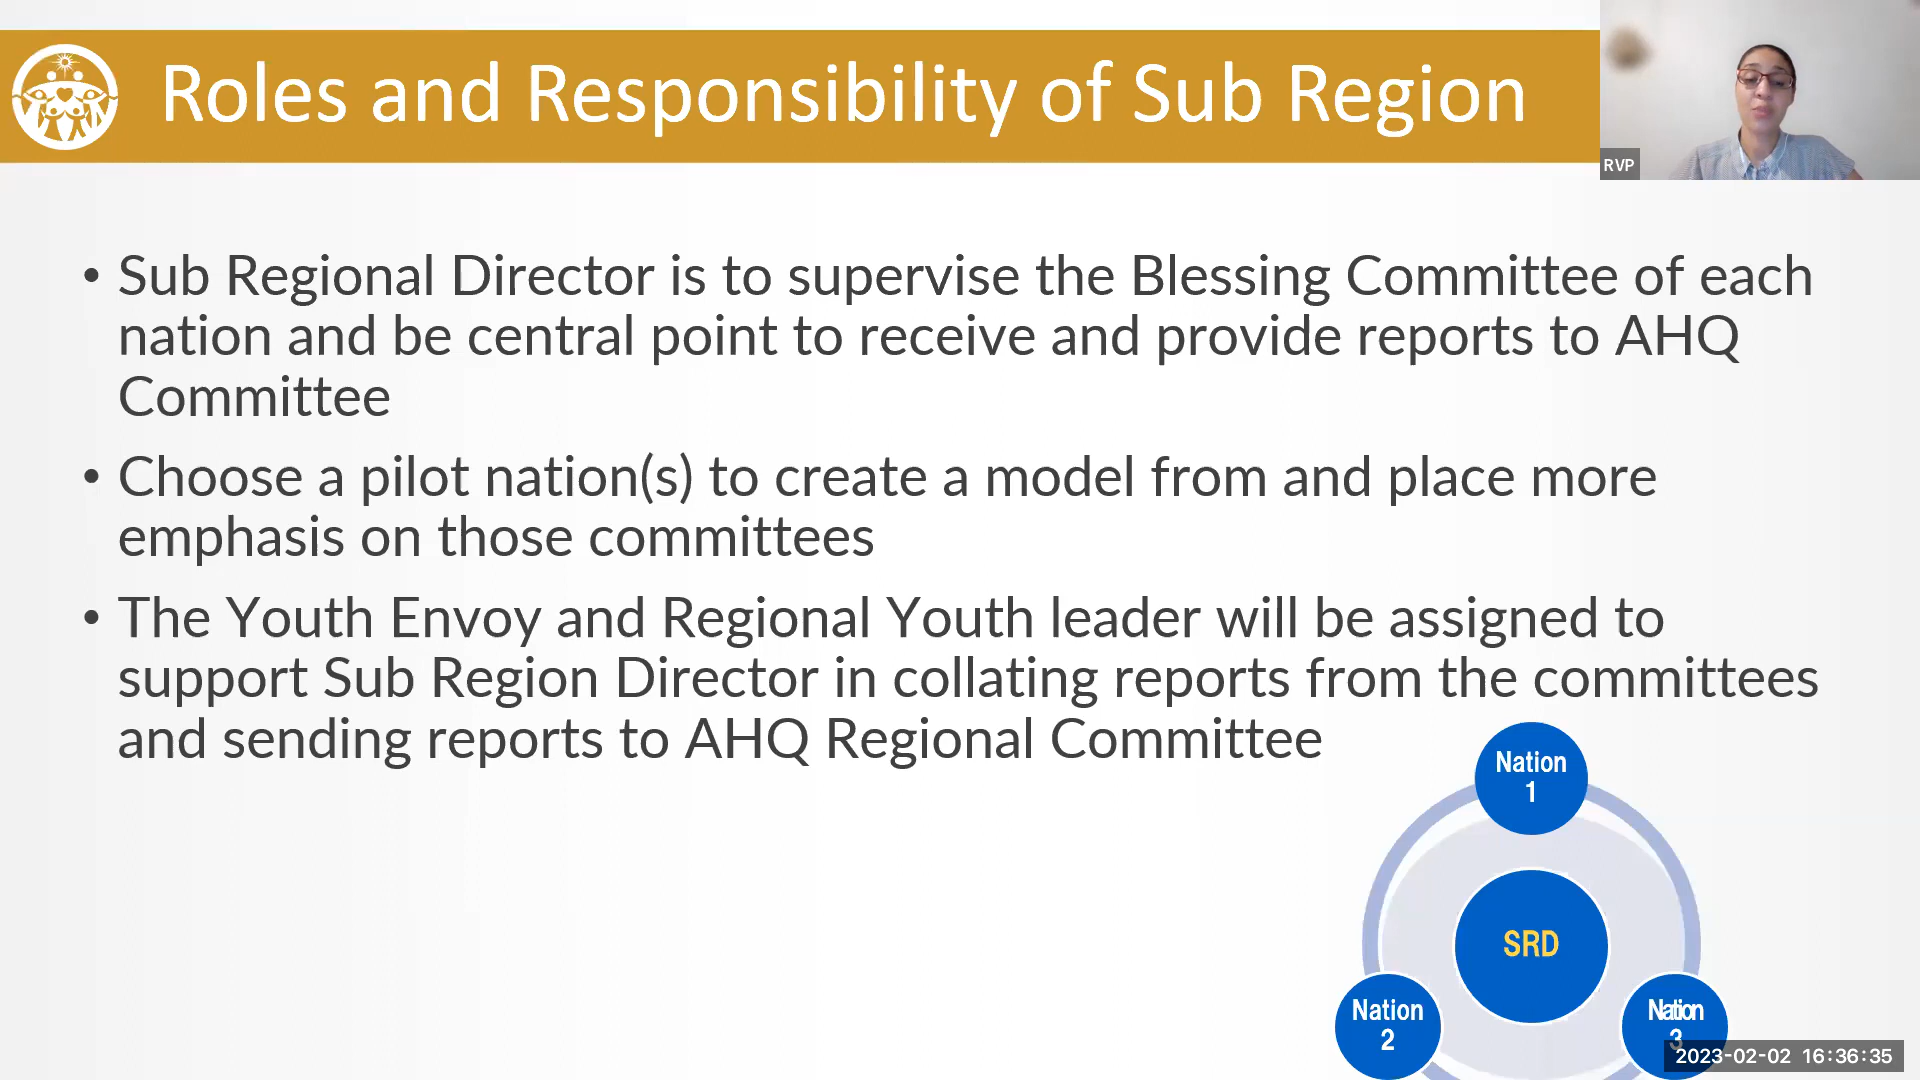 Roles and Responsibility of Sub Region
RVP
• Sub Regional Director is to supervise the Blessing Committee of each
nation and be central point to receive and provide reports to AHQ
Committee
• Choose a pilot nation(s) to create a model from and place more
emphasis on those committees
• The Youth Envoy and Regional Youth leader will be assigned to
support Sub Region Director in collating reports from the committees
and sending reports to AHQ Regional Committee
Nation
1
SRD
Nation
2
Nation
3
2023-02-02 16:36:35